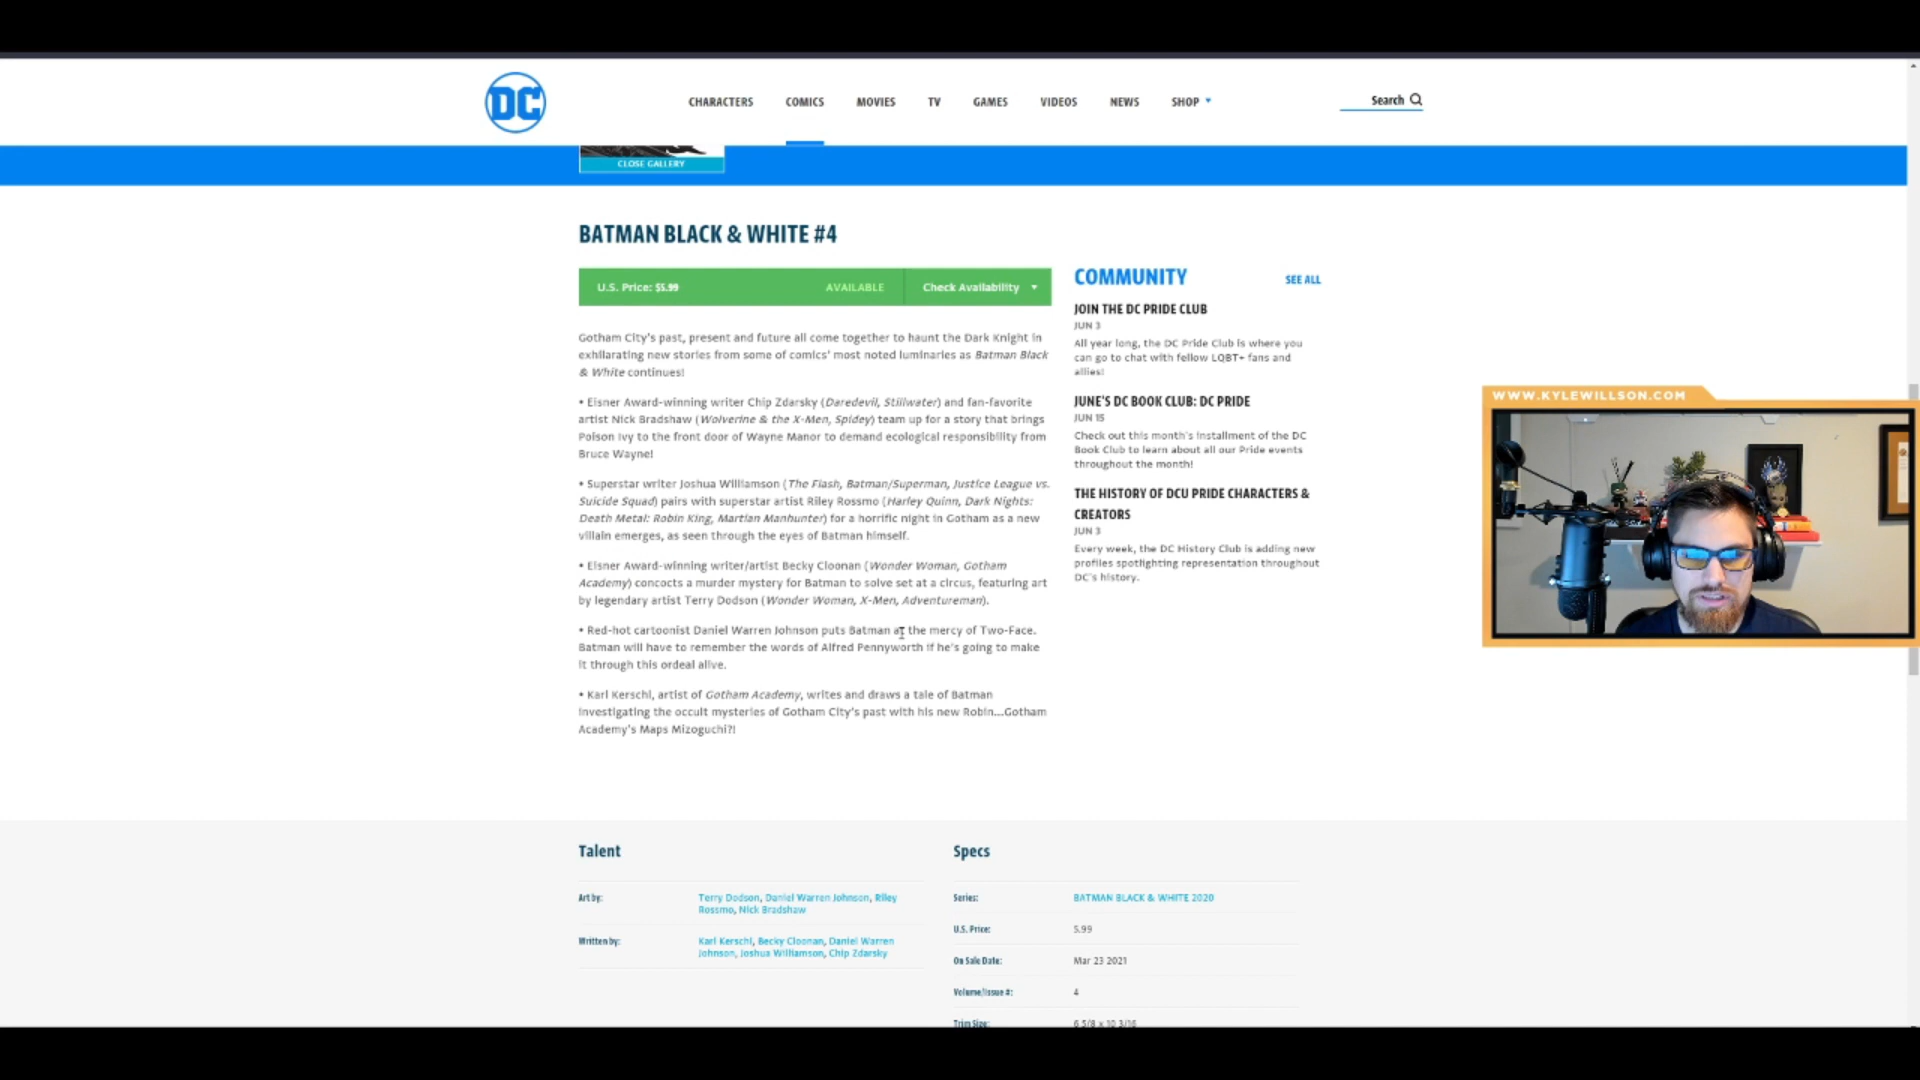 DC
CHARACTERS
COMICS
MOVIES
TV
GAMES
VIDEOS
NEWS
SHOP
Search
CLOSE GALLERY
BATMAN BLACK & WHITE #4
U.S. Price: $5.99
AVAILABLE
Check Availability
Gotham City's past, present and future all come together to haunt the Dark Knight in
exhilarating new stories from some of comics' most noted luminaries as Batman Black
& White continues!
• Eisner Award-winning writer Chip Zdarsky (Daredevil, Stillwater) and fan-favorite
artist Nick Bradshaw (Wolverine & the X-Men, Spidey) team up for a story that brings
Poison Ivy to the front door of Wayne Manor to demand ecological responsibility from
Bruce Wayne!
• Superstar writer Joshua Williamson (The Flash, Batman/Superman, Justice League vs.
Suicide Squad) pairs with superstar artist Riley Rossmo (Harley Quinn, Dark Nights:
Death Metal: Robin King, Martian Manhunter) for a horrific night in Gotham as a new
villain emerges, as seen through the eyes of Batman himself.
• Eisner Award-winning writer/artist Becky Cloonan (Wonder Woman, Gotham
Academy) concocts a murder mystery for Batman to solve set at a circus, featuring art
by legendary artist Terry Dodson (Wonder Woman, X-Men, Adventureman).
• Red-hot cartoonist Daniel Warren Johnson puts Batman at the mercy of Two-Face.
Batman will have to remember the words of Alfred Pennyworth if he's going to make
it through this ordeal alive.
• Karl Kerschl, artist of Gotham Academy, writes and draws a tale of Batman
investigating the occult mysteries of Gotham City's past with his new Robin...Gotham
Academy's Maps Mizoguchi?!
COMMUNITY
SEE ALL
JOIN THE DC PRIDE CLUB
JUN 3
All year long, the DC Pride Club is where you
can go to chat with fellow LQBT+ fans and
allies!
JUNE'S DC BOOK CLUB: DC PRIDE
JUN 15
Check out this month's installment of the DC
Book Club to learn about all our Pride events
throughout the month!
THE HISTORY OF DCU PRIDE CHARACTERS &
CREATORS
JUN 3
Every week, the DC History Club is adding new
profiles spotlighting representation throughout
DC's history.
WWW.KYLEWILLSON.COM
Talent
Art by:
Terry Dodson, Daniel Warren Johnson, Riley
Rossmo, Nick Bradshaw
Written by:
Karl Kerschl, Becky Cloonan, Daniel Warren
Johnson, Joshua Williamson, Chip Zdarsky
Specs
Series:
BATMAN BLACK & WHITE 2020
U.S. Price:
5.99
On Sale Date:
Mar 23 2021
Volume/Issue #:
4
Trim Size:
6 5/8 x 10 3/16